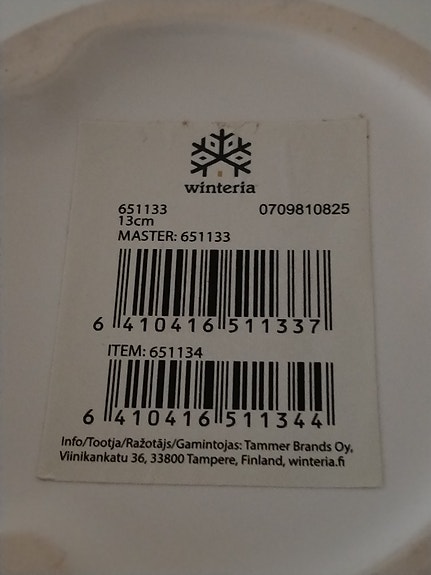 winteria
651133 0709810825
13cm
MASTER: 651133
6 410416 511337
ITEM: 651134
6 410416 511344
Info/Tootja/Ražotājs/Gamintojas: Tammer Brands Oy,
Viinikankatu 36, 33800 Tampere, Finland, winteria.fi